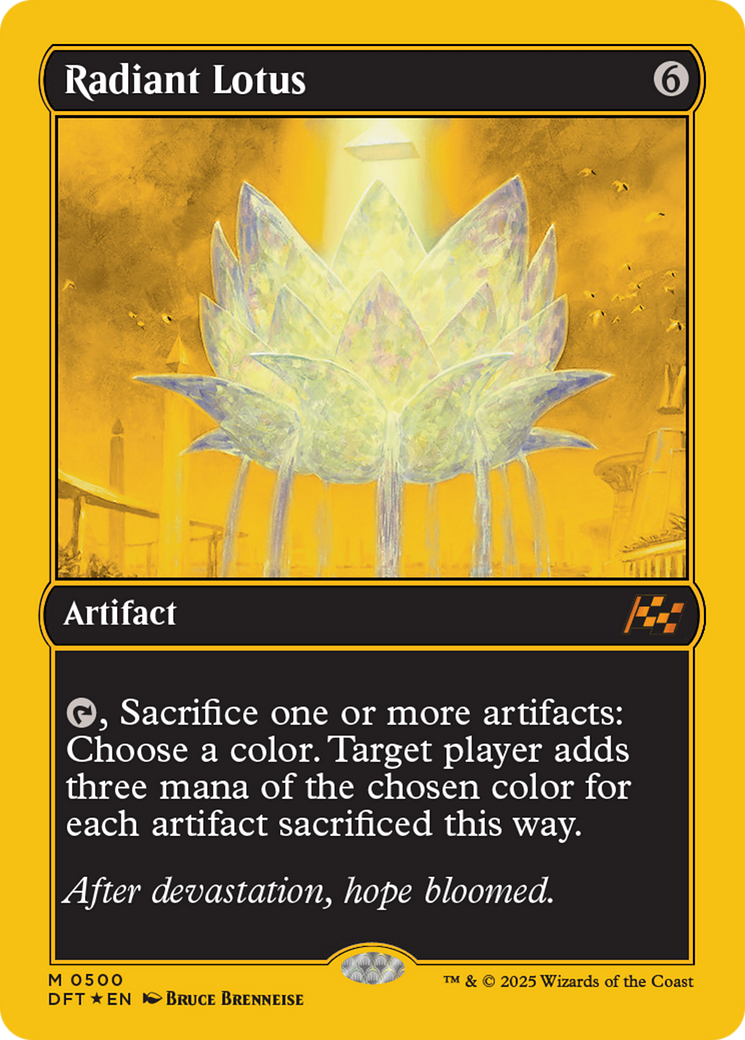 Radiant Lotus 6
Artifact
, Sacrifice one or more artifacts:
Choose a color. Target player adds
three mana of the chosen color for
each artifact sacrificed this way.
After devastation, hope bloomed.
M 0500
DFT ★ EN Bruce Brenneise
™ & © 2025 Wizards of the Coast